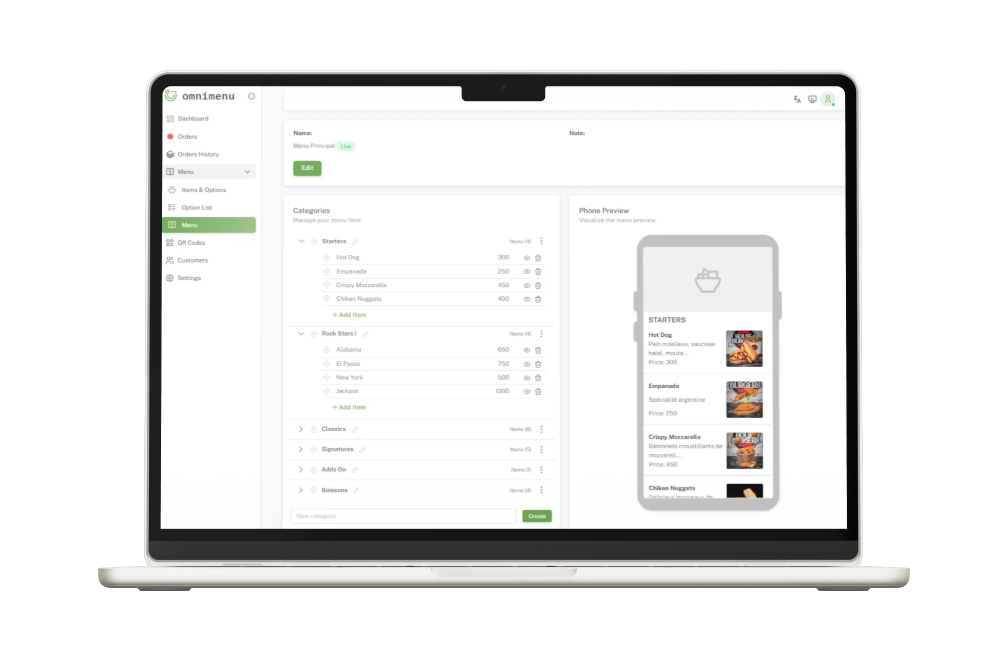 omnimenu
Dashboard
Orders
Orders History
Menu
Items & Options
Option List
Menu
QR Codes
Customers
Settings
Name:
Menu Principal Live
Edit
Note:
Categories
Manage your menu here
Starters Items (4)
Hot Dog 300
Empanada 250
Crispy Mozzarella 450
Chiken Nuggets 400
+ Add Item
Rock Stars ! Items (4)
Alabama 650
El Passo 750
New York 500
Jackpot 1200
+ Add Item
Classics Items (6)
Signatures Items (5)
Adds On Items (1)
Boissons Items (4)
New category Create
Phone Preview
Visualize the menu preview
STARTERS
Hot Dog
Pain moelleux, saucisse
halal, mouta...
Price: 300
Empanada
Spécialité argentine
Price: 250
Crispy Mozzarella
Bâtonnets croustillants de
mozzarell...
Price: 450
Chiken Nuggets